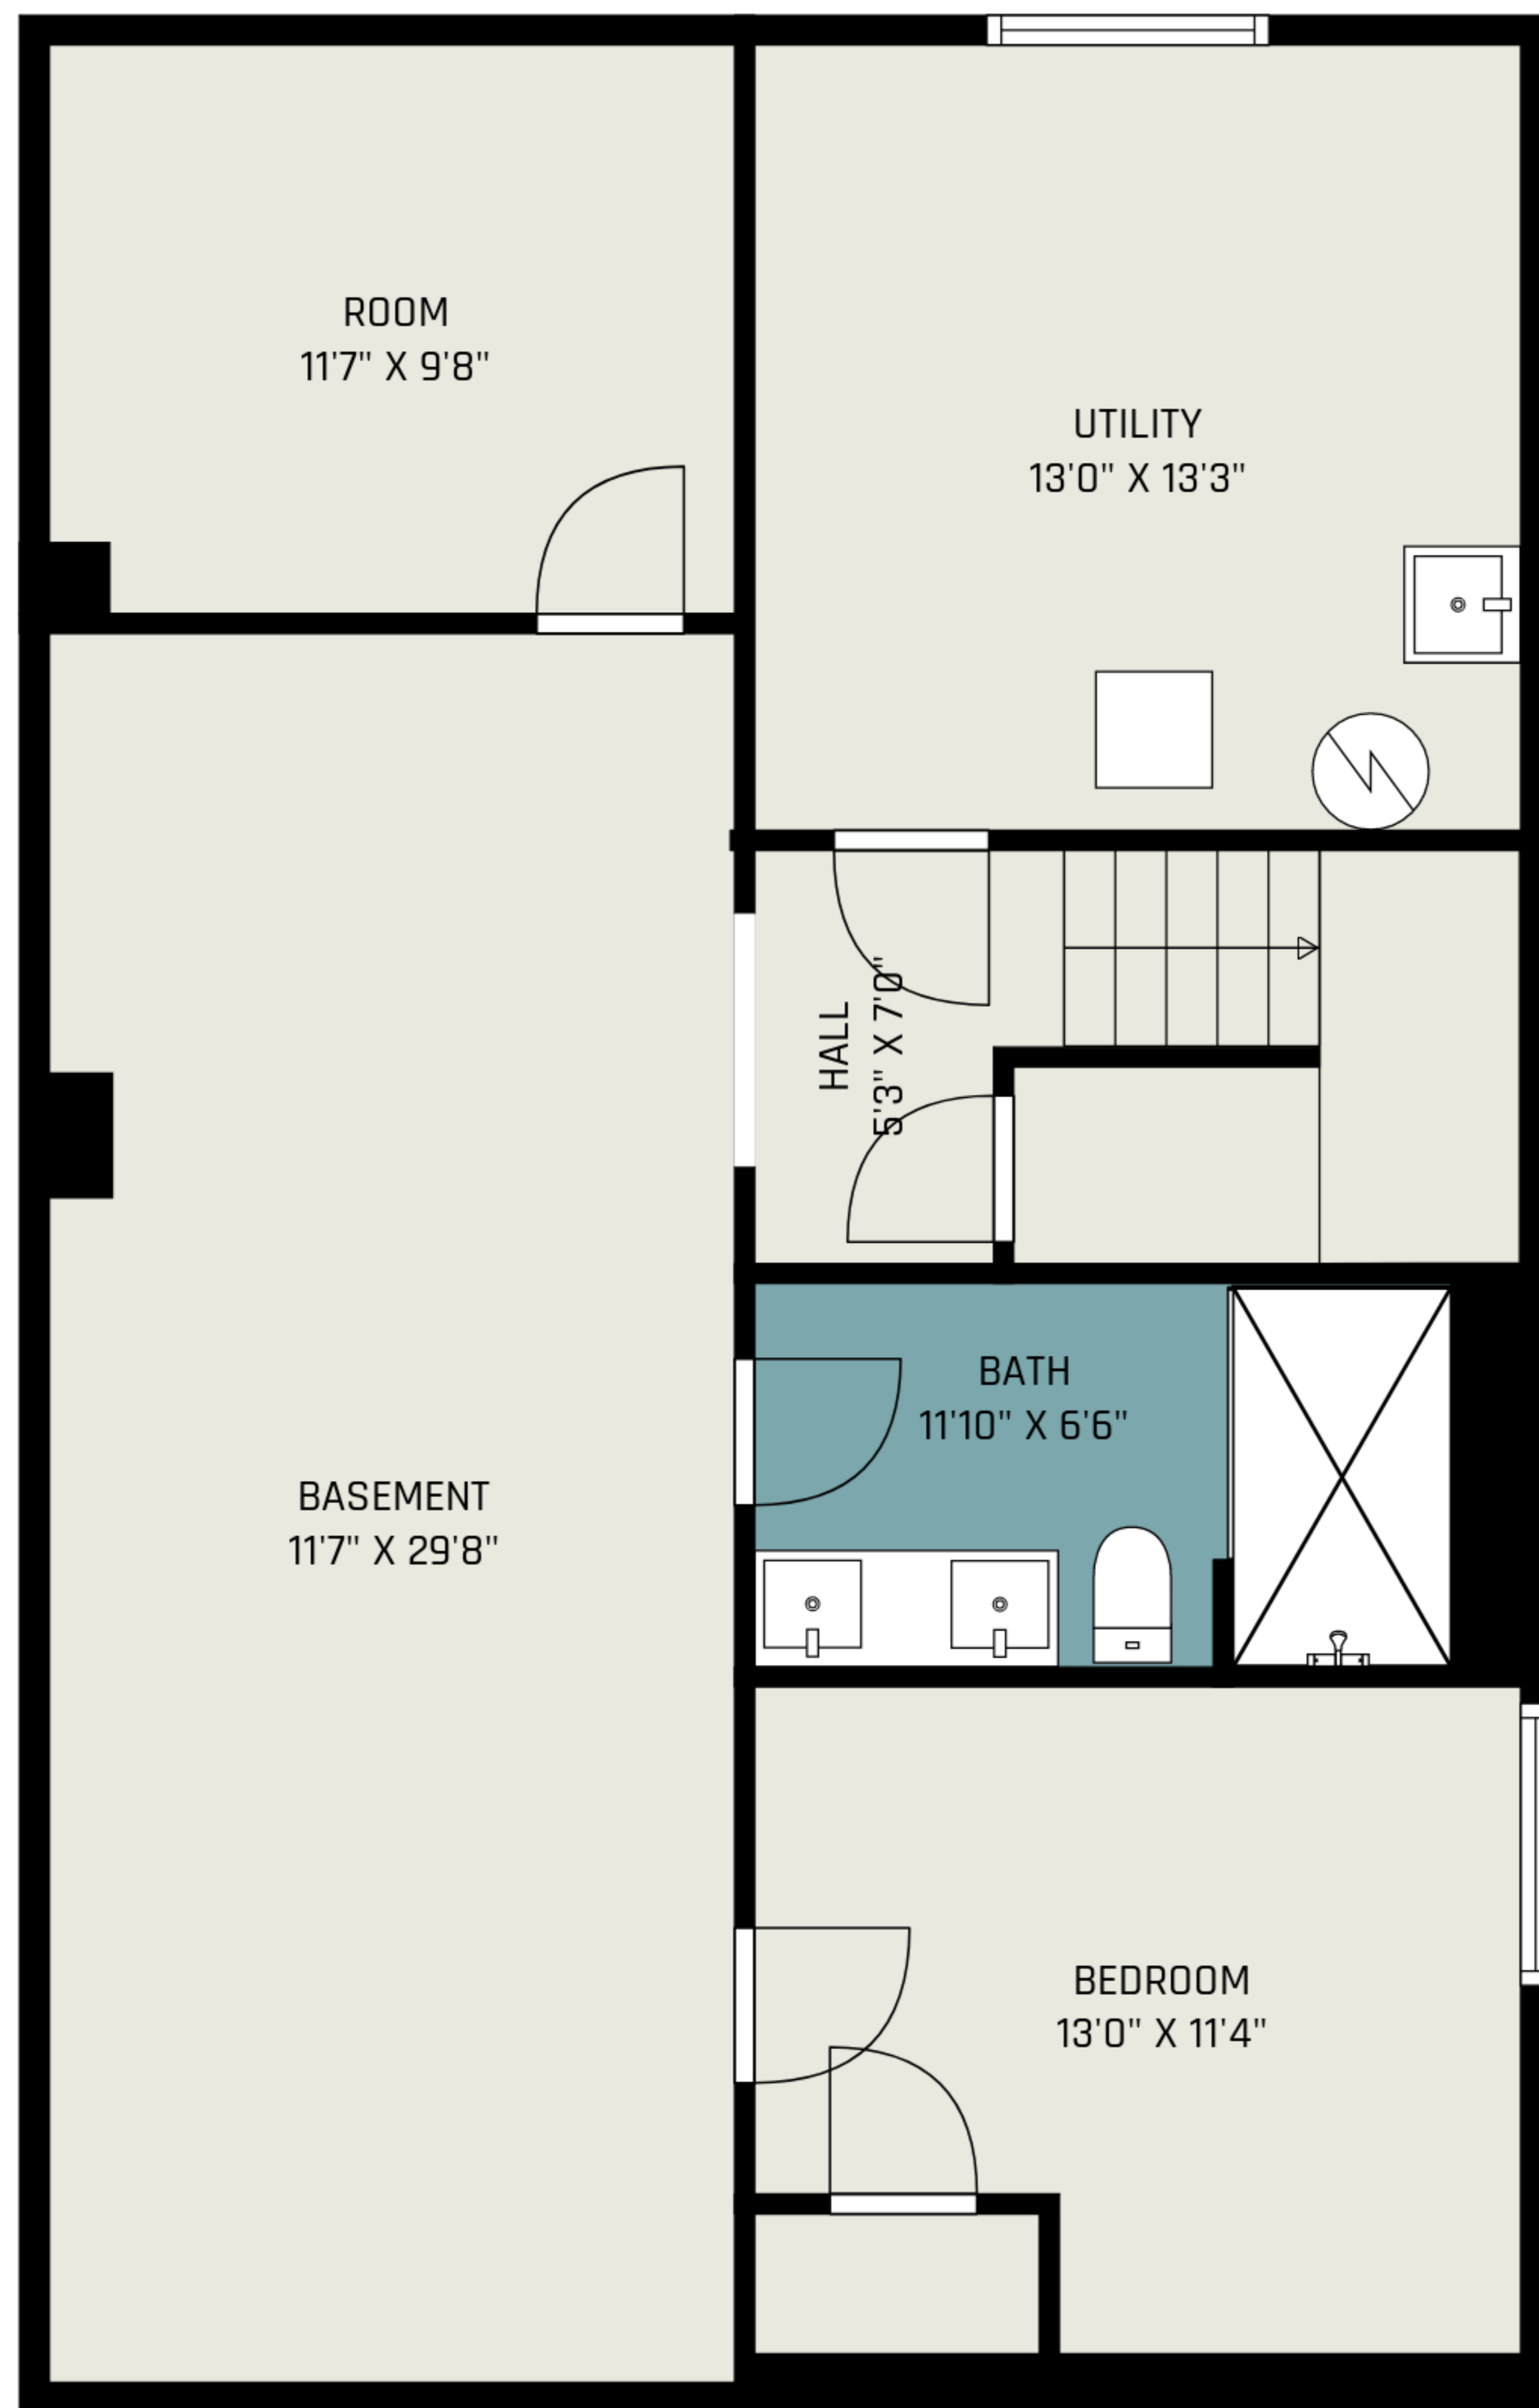 ROOM
11'7" X 9'8"
UTILITY
13'0" X 13'3"
HALL
5'3" X 7'0"
BATH
11'10" X 6'6"
BASEMENT
11'7" X 29'8"
BEDROOM
13'0" X 11'4"